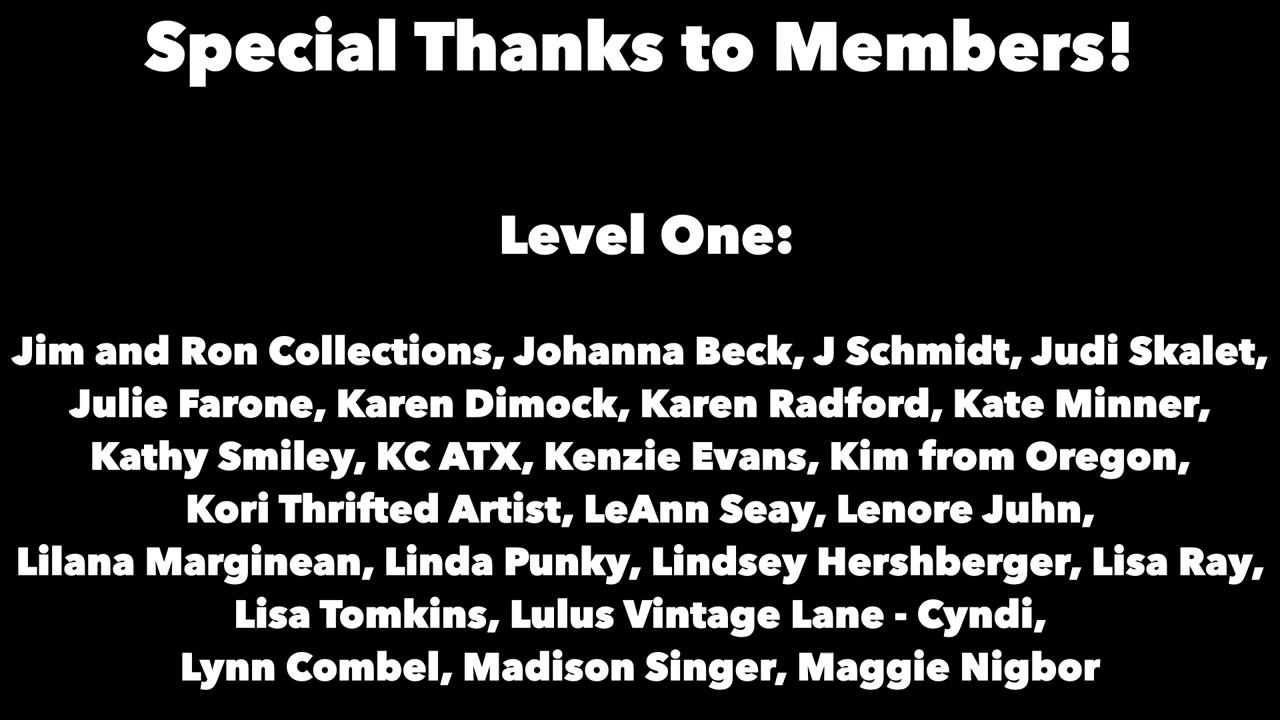 Special Thanks to Members!
Level One:
Jim and Ron Collections, Johanna Beck, J Schmidt, Judi Skalet,
Julie Farone, Karen Dimock, Karen Radford, Kate Minner,
Kathy Smiley, KC ATX, Kenzie Evans, Kim from Oregon,
Kori Thrifted Artist, LeAnn Seay, Lenore Juhn,
Lilana Marginean, Linda Punky, Lindsey Hershberger, Lisa Ray,
Lisa Tomkins, Lulus Vintage Lane - Cyndi,
Lynn Combel, Madison Singer, Maggie Nigbor